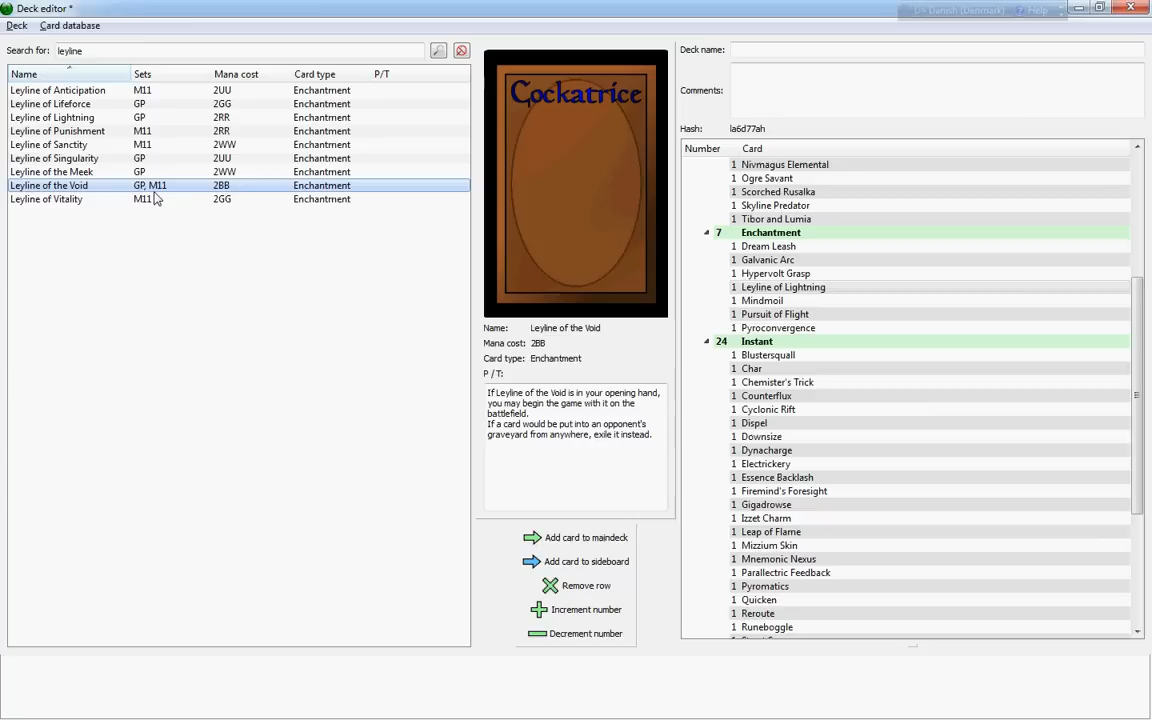 Deck editor *
Danish (Denmark) Help
Deck Card database
Search for: leyline
Name Sets Mana cost Card type P/T
Leyline of Anticipation M11 2UU Enchantment
Leyline of Lifeforce GP 2GG Enchantment
Leyline of Lightning GP 2RR Enchantment
Leyline of Punishment M11 2RR Enchantment
Leyline of Sanctity M11 2WW Enchantment
Leyline of Singularity GP 2UU Enchantment
Leyline of the Meek GP 2WW Enchantment
Leyline of the Void GP, M11 2BB Enchantment
Leyline of Vitality M11 2GG Enchantment
Cockatrice
Name: Leyline of the Void
Mana cost: 2BB
Card type: Enchantment
P / T:
If Leyline of the Void is in your opening hand,
you may begin the game with it on the
battlefield.
If a card would be put into an opponent's
graveyard from anywhere, exile it instead.
Add card to maindeck
Add card to sideboard
Remove row
Increment number
Decrement number
Deck name:
Comments:
Hash: la6d77ah
Number Card
1 Nivmagus Elemental
1 Ogre Savant
1 Scorched Rusalka
1 Skyline Predator
1 Tibor and Lumia
7 Enchantment
1 Dream Leash
1 Galvanic Arc
1 Hypervolt Grasp
1 Leyline of Lightning
1 Mindmoil
1 Pursuit of Flight
1 Pyroconvergence
24 Instant
1 Blustersquall
1 Char
1 Chemister's Trick
1 Counterflux
1 Cyclonic Rift
1 Dispel
1 Downsize
1 Dynacharge
1 Electrickery
1 Essence Backlash
1 Firemind's Foresight
1 Gigadrowse
1 Izzet Charm
1 Leap of Flame
1 Mizzium Skin
1 Mnemonic Nexus
1 Parallectric Feedback
1 Pyromatics
1 Quicken
1 Reroute
1 Runeboggle